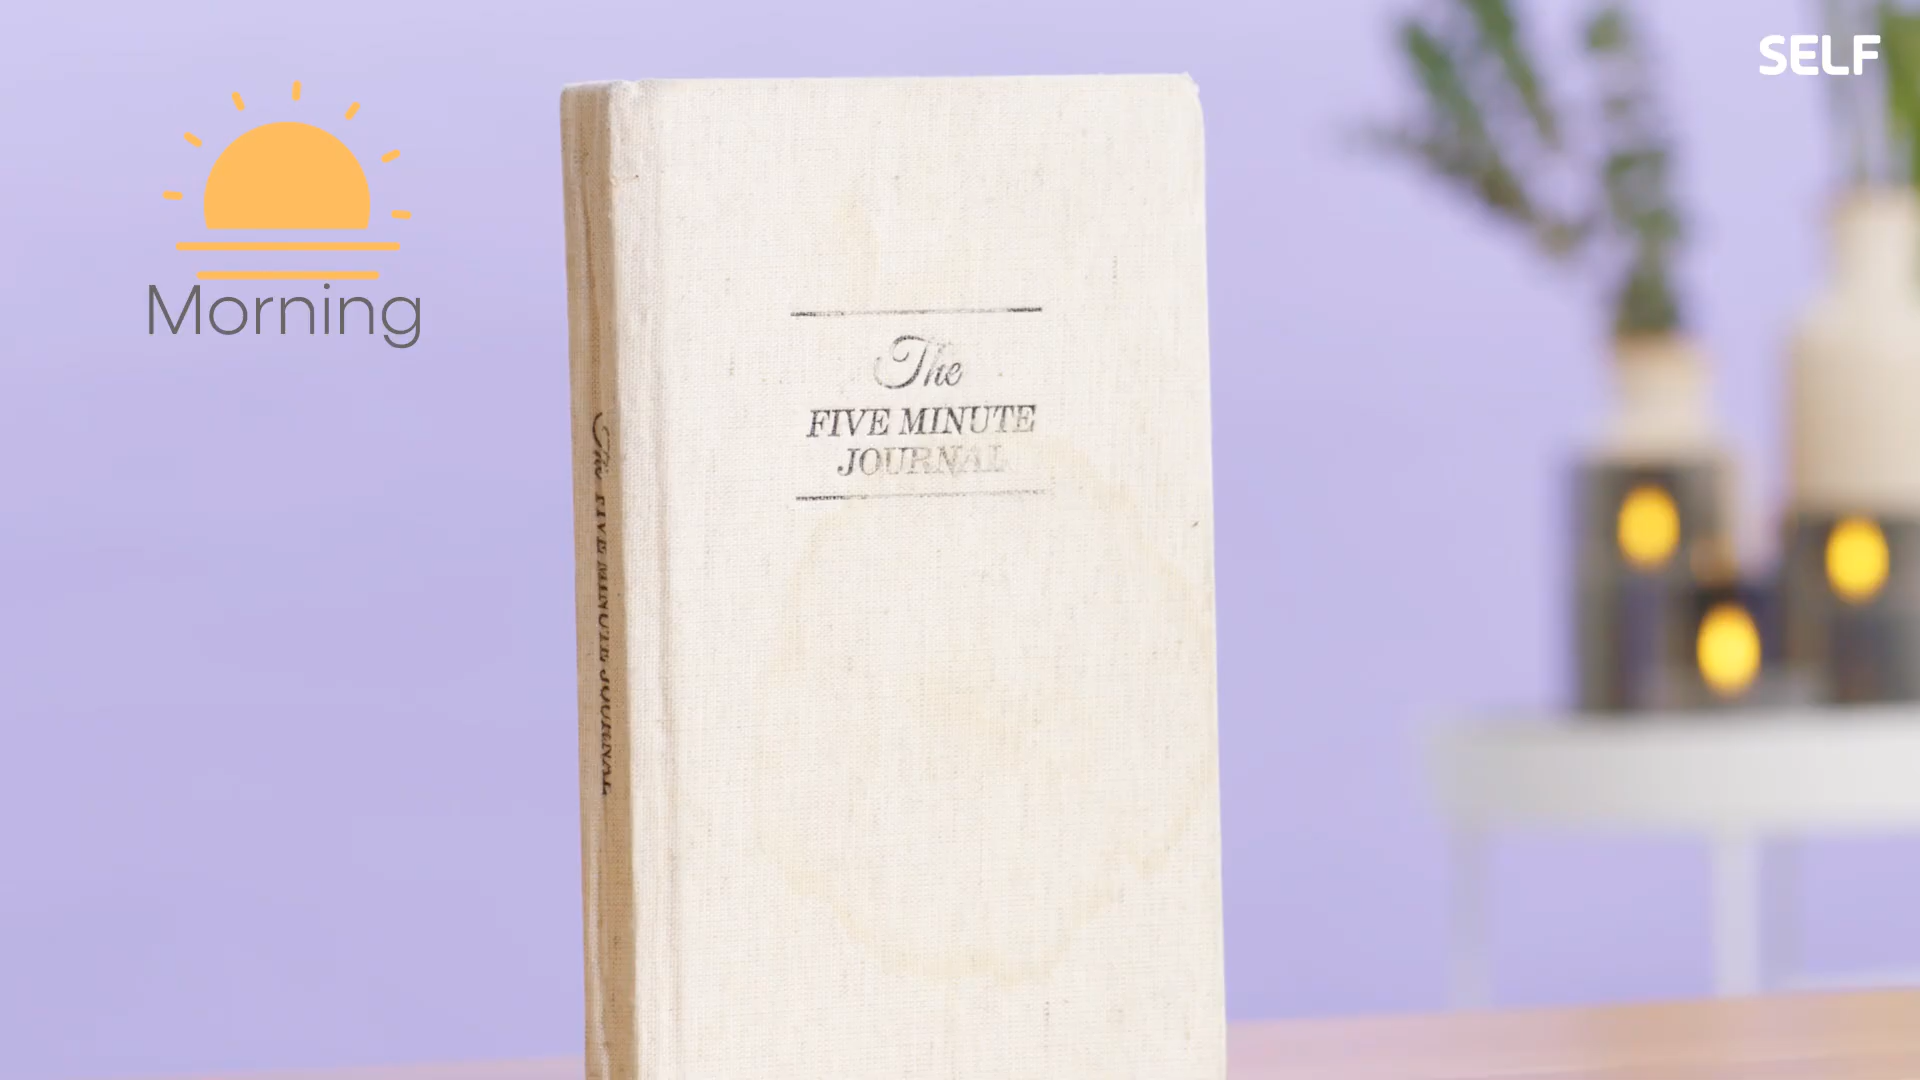 SELF
Morning
The
FIVE MINUTE
JOURNAL
The FIVE MINUTE JOURNAL